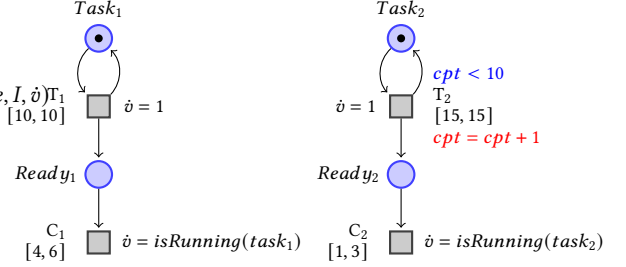 Task₁
Task₂
e, I, v̇)T₁
[10, 10]
v̇ = 1
v̇ = 1
cpt < 10
T₂
[15, 15]
cpt = cpt + 1
Ready₁
Ready₂
C₁
[4, 6]
v̇ = isRunning(task₁)
C₂
[1, 3]
v̇ = isRunning(task₂)